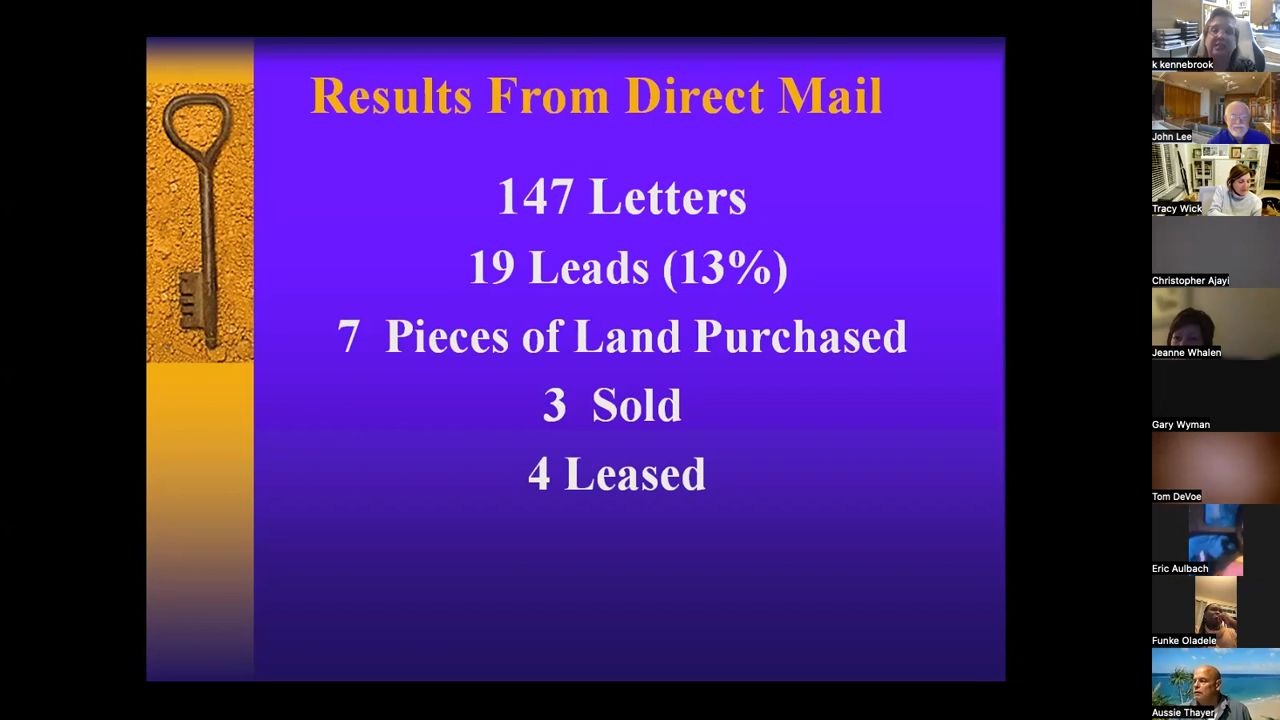 Results From Direct Mail
147 Letters
19 Leads (13%)
7 Pieces of Land Purchased
3 Sold
4 Leased
k kennebrook
John Lee
Tracy Wick
Christopher Ajayi
Jeanne Whalen
Gary Wyman
Tom DeVoe
Eric Aulbach
Funke Oladele
Aussie Thayer